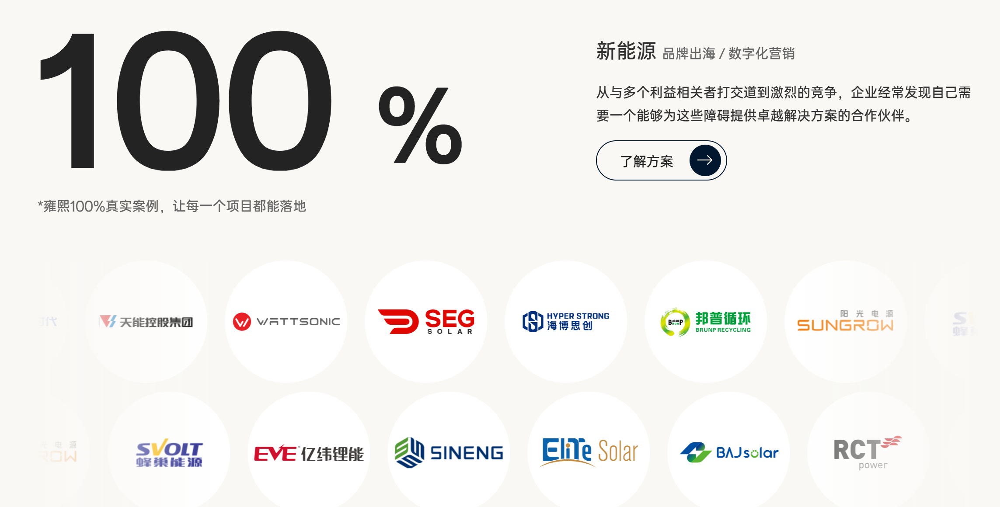 100 %
新能源 品牌出海 / 数字化营销
从与多个利益相关者打交道到激烈的竞争，企业经常发现自己需
要一个能够为这些障碍提供卓越解决方案的合作伙伴。
了解方案
*雍熙100%真实案例，让每一个项目都能落地
时代
天能控股集团
WATTSONIC
SEG
SOLAR
HYPER STRONG
海博思创
BRUNP
邦普循环
BRUNP RECYCLING
阳光电源
SUNGROW
S
蜂
光电源
ROW
SVOLT
蜂巢能源
EVE® 亿纬锂能
SINENG
Elite Solar
BAJsolar
RCT
power